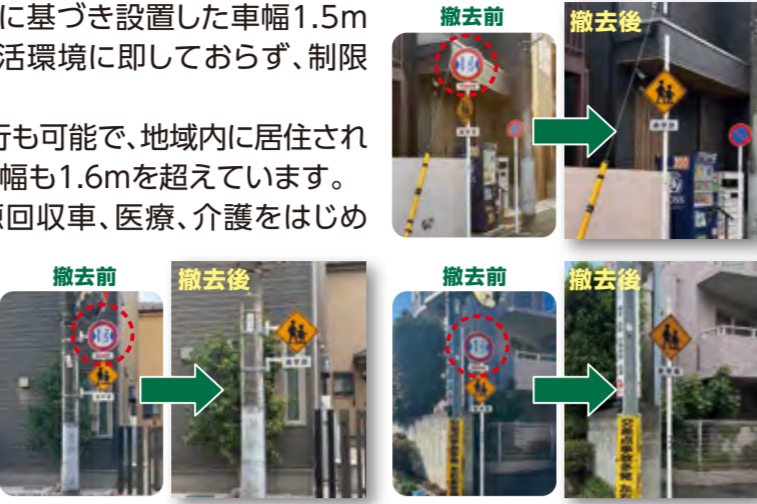 に基づき設置した車幅1.5m
活環境に即しておらず、制限
行も可能で、地域内に居住され
幅も1.6mを超えています。
原回収車、医療、介護をはじめ
撤去前
撤去後
撤去前
撤去後
撤去前
撤去後